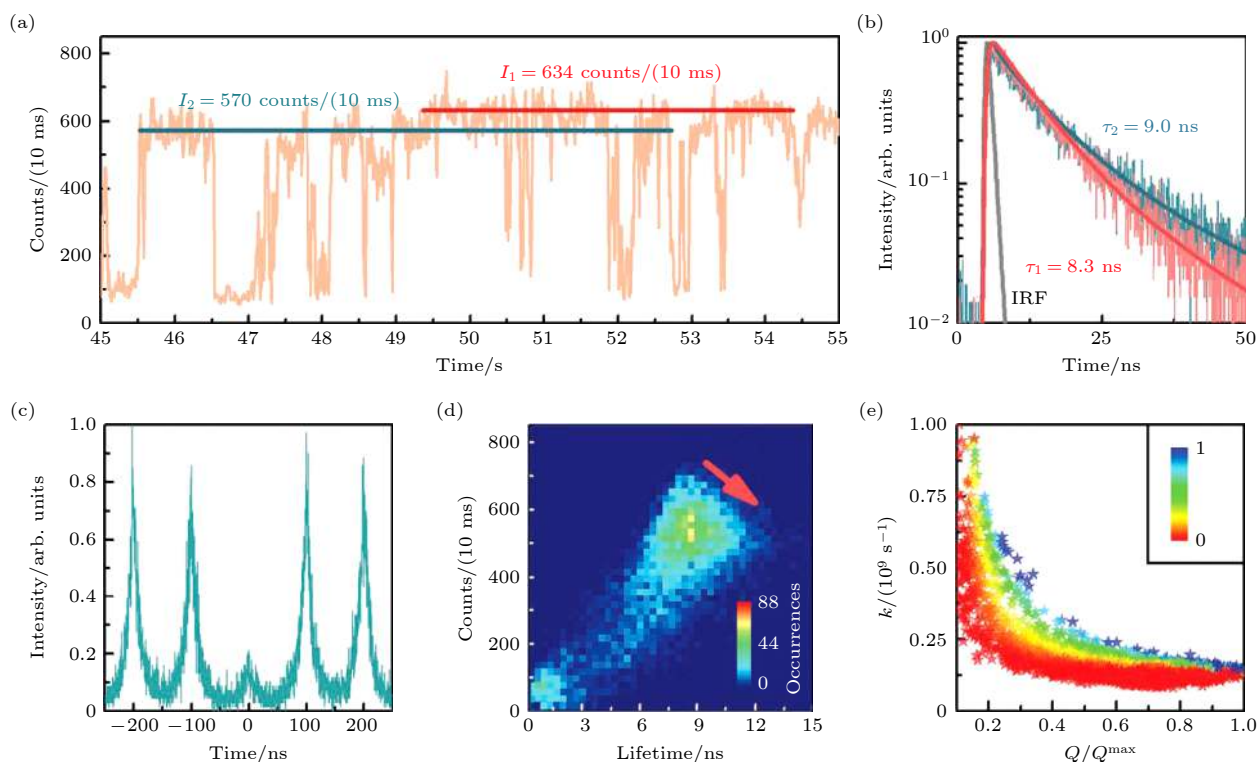 (a)
800
600
400
200
0
Counts/(10 ms)
I₂ = 570 counts/(10 ms)
I₁ = 634 counts/(10 ms)
45 46 47 48 49 50 51 52 53 54 55
Time/s
(b)
10⁰
10⁻¹
10⁻²
Intensity/arb. units
τ₂ = 9.0 ns
τ₁ = 8.3 ns
IRF
0 25 50
Time/ns
(c)
1.0
0.8
0.6
0.4
0.2
0
Intensity/arb. units
−200 −100 0 100 200
Time/ns
(d)
800
600
400
200
0
Counts/(10 ms)
88
44
0
Occurrences
0 3 6 9 12 15
Lifetime/ns
(e)
1.00
0.75
0.50
0.25
0
k/(10⁹ s⁻¹)
1
0
0.2 0.4 0.6 0.8 1.0
Q/Qᵐᵃˣ